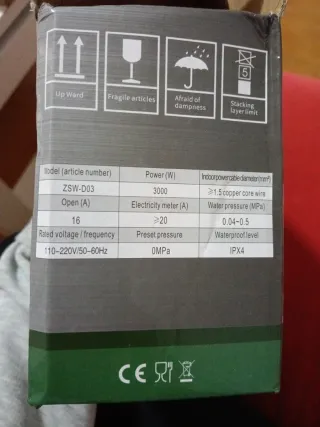 5
Up Word
Fragile articles
Afraid of
dampness
Stacking
layer limit
Model (article number) Power (W) Indoor power cable diameter (mm²)
ZSW-D03 3000 ≥1.5 copper core wire
Open (A) Electricity meter (A) Water pressure (MPa)
16 ≥20 0.04-0.5
Rated voltage / frequency Preset pressure Waterproof level
110-220V/50-60Hz 0MPa IPX4
CE